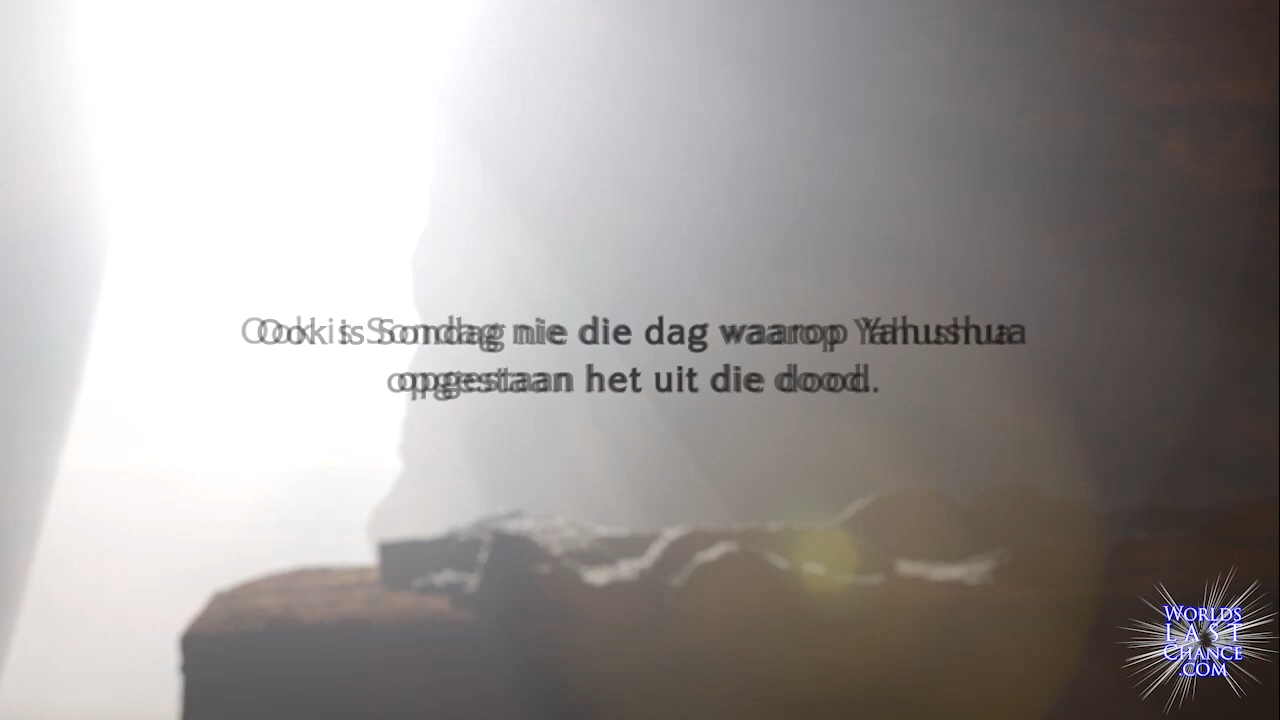 Ook is Sondag nie die dag waarop Yahushua
opgestaan het uit die dood.
WORLDS
LAST
CHANCE
.COM